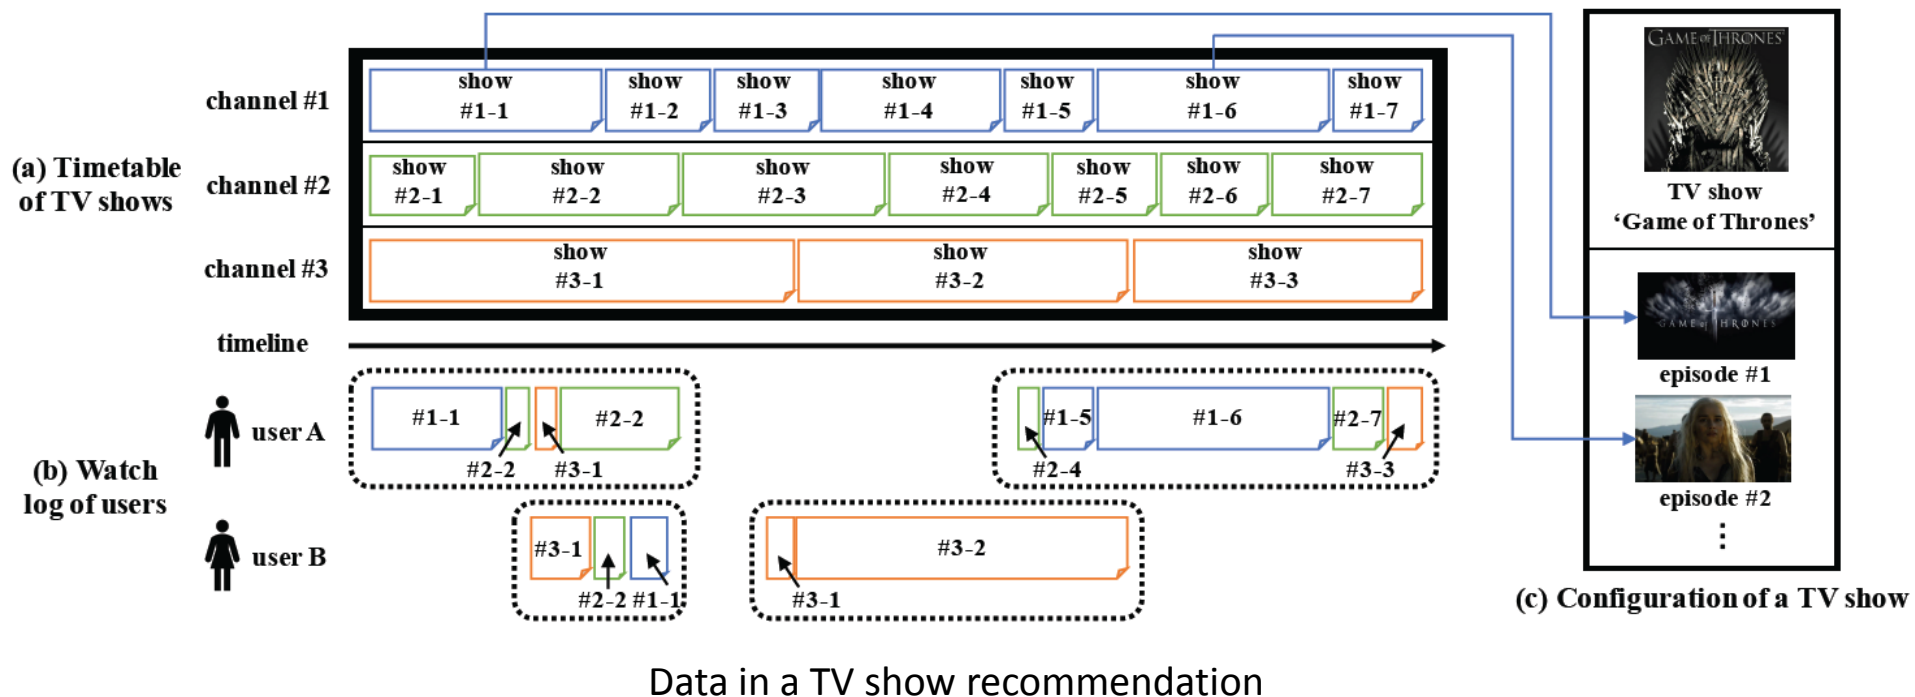 (a) Timetable
of TV shows
channel #1
show
#1-1
show
#1-2
show
#1-3
show
#1-4
show
#1-5
show
#1-6
show
#1-7
channel #2
show
#2-1
show
#2-2
show
#2-3
show
#2-4
show
#2-5
show
#2-6
show
#2-7
channel #3
show
#3-1
show
#3-2
show
#3-3
timeline
(b) Watch
log of users
user A
#1-1
#2-2
#3-1
#2-2
#2-4
#1-5
#1-6
#2-7
#3-3
user B
#3-1
#2-2
#1-1
#3-1
#3-2
GAME OF THRONES
TV show
‘Game of Thrones’
GAME OF THRONES
episode #1
episode #2
(c) Configuration of a TV show
Data in a TV show recommendation